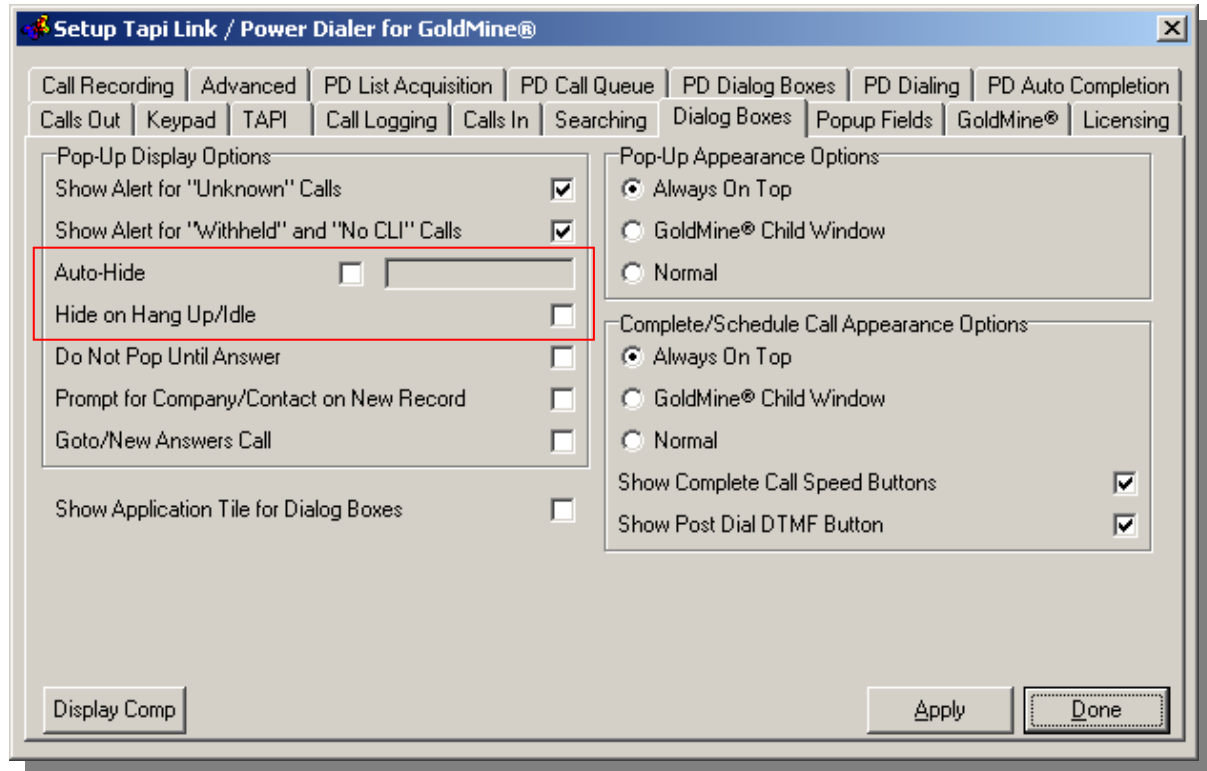 Setup Tapi Link / Power Dialer for GoldMine®
Call Recording Advanced PD List Acquisition PD Call Queue PD Dialog Boxes PD Dialing PD Auto Completion
Calls Out Keypad TAPI Call Logging Calls In Searching Dialog Boxes Popup Fields GoldMine® Licensing
Pop-Up Display Options
Show Alert for "Unknown" Calls
Show Alert for "Withheld" and "No CLI" Calls
Auto-Hide
Hide on Hang Up/Idle
Do Not Pop Until Answer
Prompt for Company/Contact on New Record
Goto/New Answers Call
Show Application Tile for Dialog Boxes
Pop-Up Appearance Options
Always On Top
GoldMine® Child Window
Normal
Complete/Schedule Call Appearance Options
Always On Top
GoldMine® Child Window
Normal
Show Complete Call Speed Buttons
Show Post Dial DTMF Button
Display Comp
Apply
Done